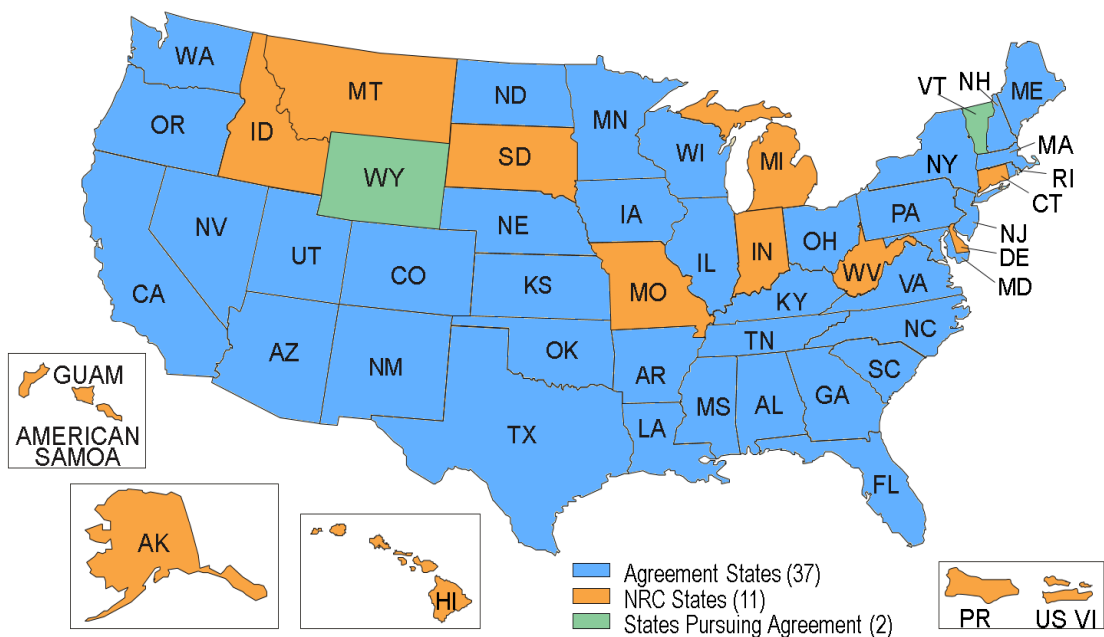 WA
MT
ND
MN
VT
NH
ME
OR
ID
SD
WI
MI
NY
MA
RI
CT
WY
IA
NE
PA
NJ
DE
MD
NV
UT
CO
KS
MO
IL
IN
OH
WV
VA
KY
CA
AZ
NM
OK
AR
TN
NC
SC
TX
LA
MS
AL
GA
FL
GUAM
AMERICAN
SAMOA
AK
HI
Agreement States (37)
NRC States (11)
States Pursuing Agreement (2)
PR
US VI